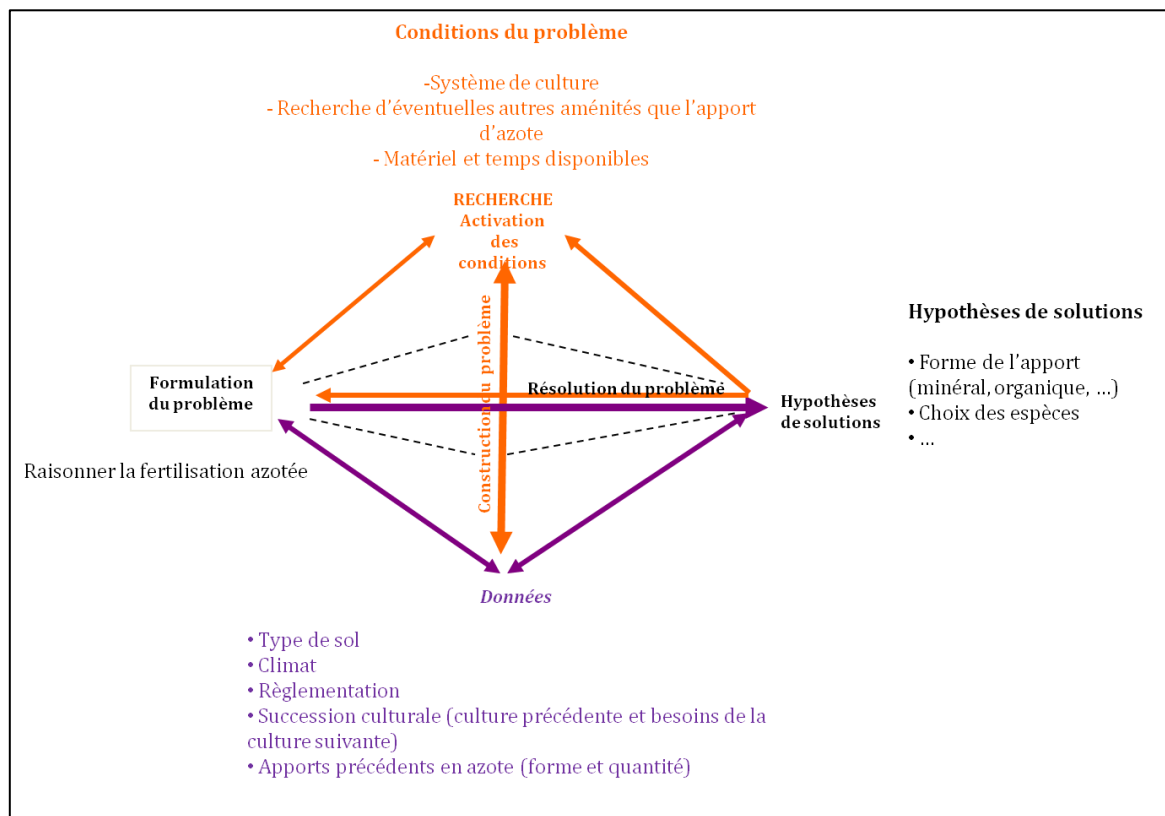 Conditions du problème
-Système de culture
- Recherche d'éventuelles autres aménités que l'apport
d'azote
- Matériel et temps disponibles
RECHERCHE
Activation
des
conditions
Construction du problème
Formulation
du problème
Résolution du problème
Hypothèses
de solutions
Raisonner la fertilisation azotée
Hypothèses de solutions
• Forme de l'apport
(minéral, organique, ...)
• Choix des espèces
• ...
Données
• Type de sol
• Climat
• Règlementation
• Succession culturale (culture précédente et besoins de la
culture suivante)
• Apports précédents en azote (forme et quantité)